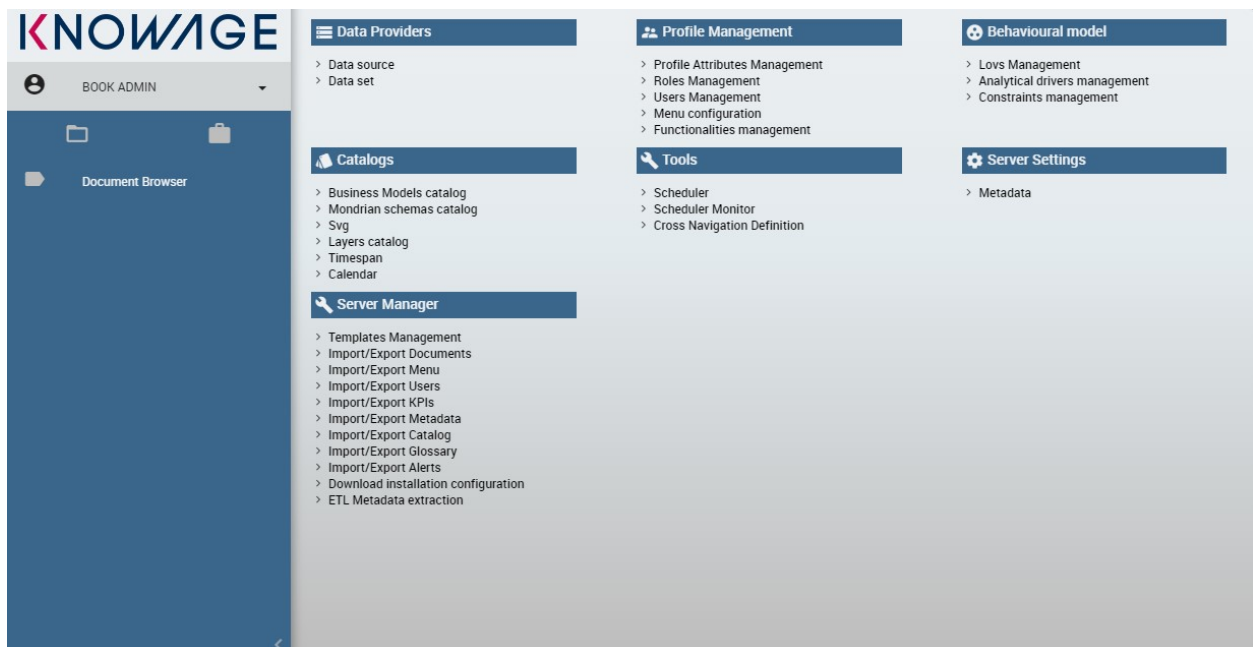 KNOWAGE
BOOK ADMIN
Document Browser
Data Providers
> Data source
> Data set
Profile Management
> Profile Attributes Management
> Roles Management
> Users Management
> Menu configuration
> Functionalities management
Behavioural model
> Lovs Management
> Analytical drivers management
> Constraints management
Catalogs
> Business Models catalog
> Mondrian schemas catalog
> Svg
> Layers catalog
> Timespan
> Calendar
Tools
> Scheduler
> Scheduler Monitor
> Cross Navigation Definition
Server Settings
> Metadata
Server Manager
> Templates Management
> Import/Export Documents
> Import/Export Menu
> Import/Export Users
> Import/Export KPIs
> Import/Export Metadata
> Import/Export Catalog
> Import/Export Glossary
> Import/Export Alerts
> Download installation configuration
> ETL Metadata extraction